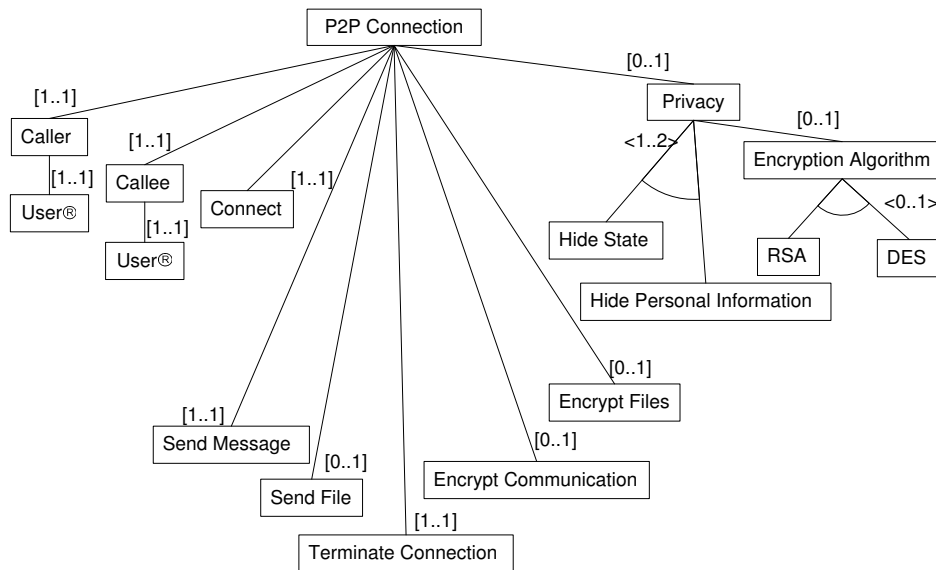 P2P Connection
[0..1]
[1..1]
Privacy
Caller
[1..1]
[0..1]
<1..2>
Encryption Algorithm
[1..1]
Callee
[1..1]
User®
Connect
<0..1>
[1..1]
Hide State
User®
RSA
DES
Hide Personal Information
[0..1]
Encrypt Files
[1..1]
Send Message
[0..1]
[0..1]
Encrypt Communication
Send File
[1..1]
Terminate Connection